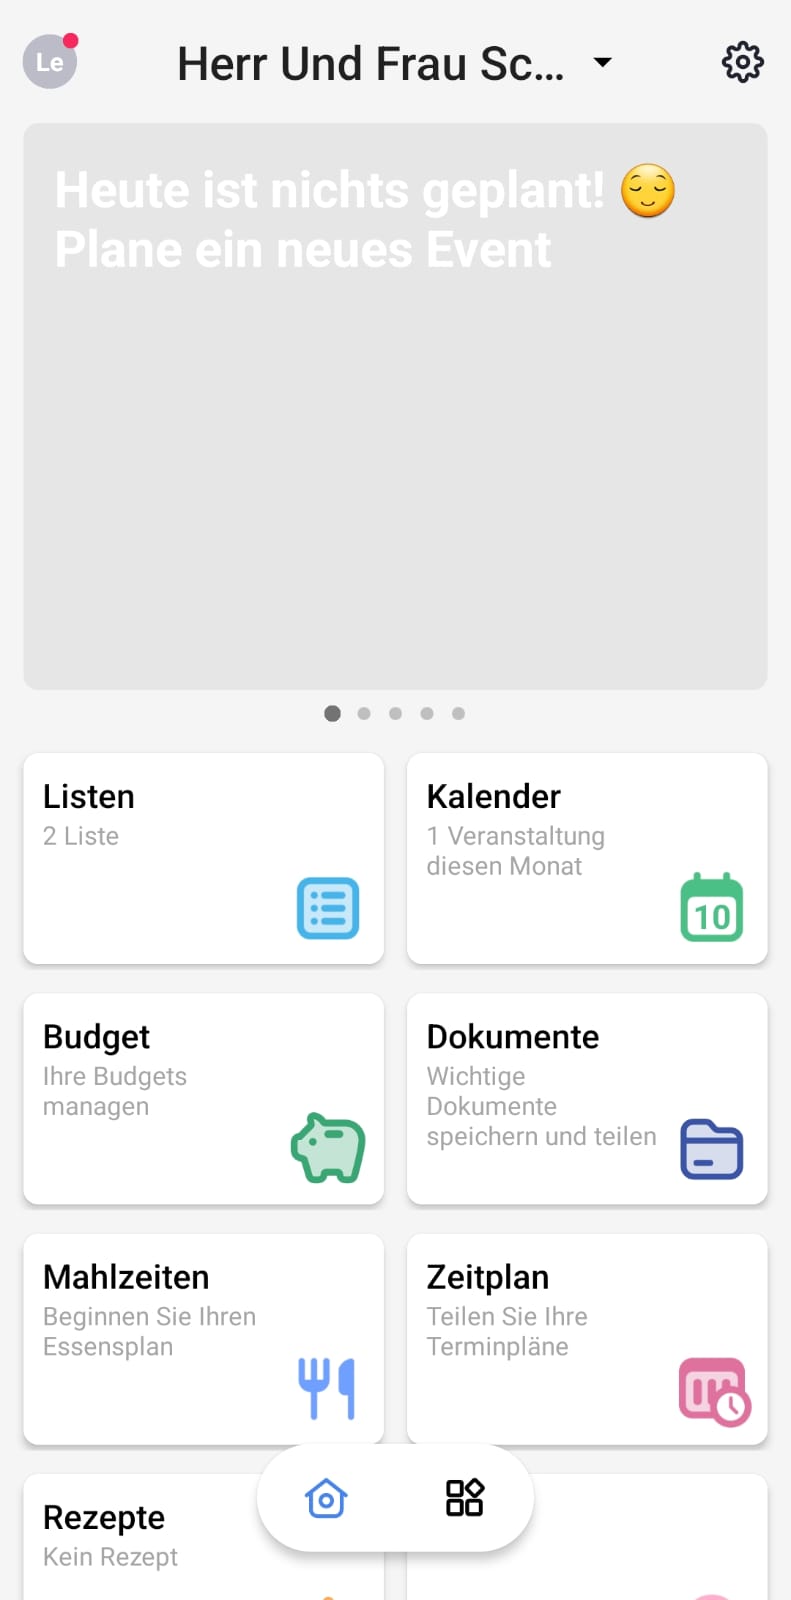 Le
Herr Und Frau Sc...
Heute ist nichts geplant! 😌
Plane ein neues Event
Listen
2 Liste
Kalender
1 Veranstaltung
diesen Monat
10
Budget
Ihre Budgets
managen
Dokumente
Wichtige
Dokumente
speichern und teilen
Mahlzeiten
Beginnen Sie Ihren
Essensplan
Zeitplan
Teilen Sie Ihre
Terminpläne
Rezepte
Kein Rezept